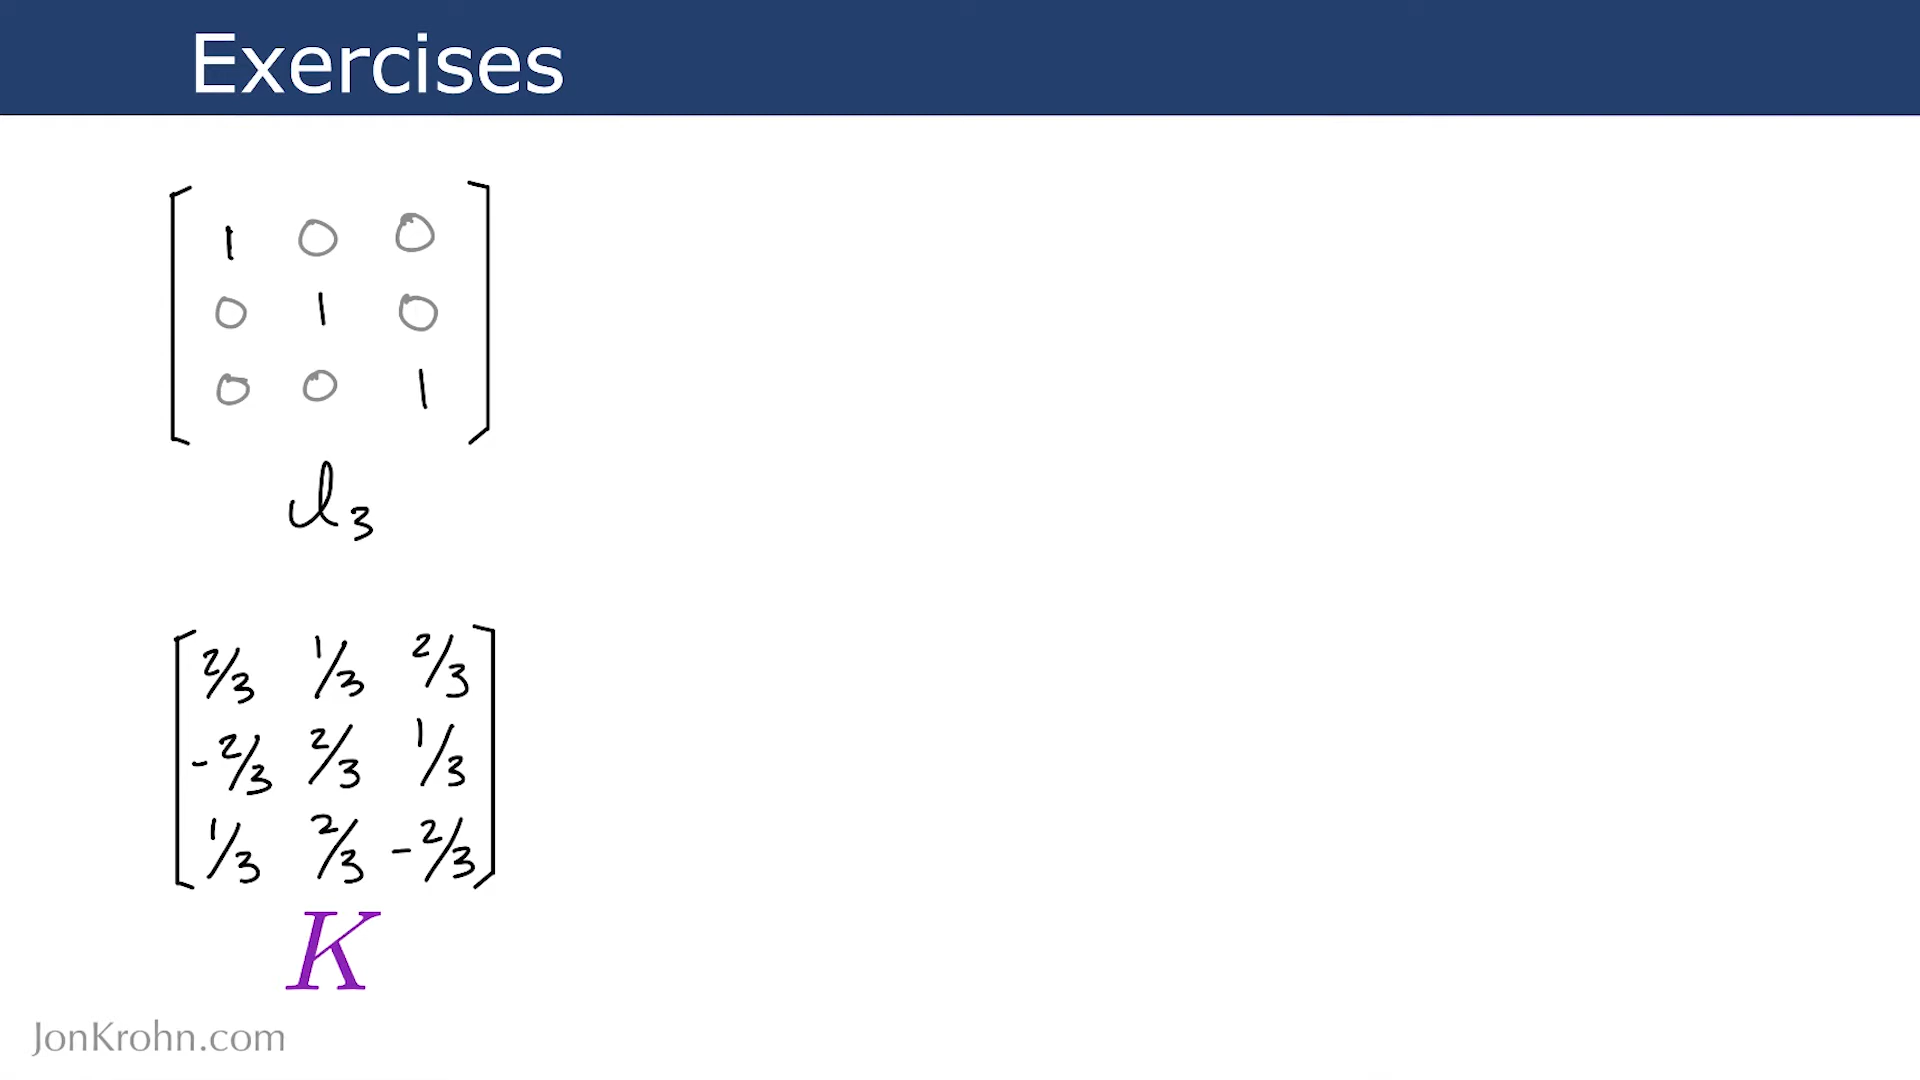 Exercises
1 0 0
0 1 0
0 0 1
I₃
2/3 1/3 2/3
-2/3 2/3 1/3
1/3 2/3 -2/3
K
JonKrohn.com